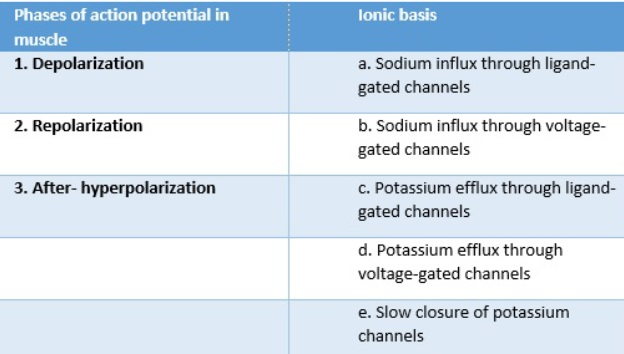 Phases of action potential in
muscle
Ionic basis
1. Depolarization
a. Sodium influx through ligand-
gated channels
2. Repolarization
b. Sodium influx through voltage-
gated channels
3. After- hyperpolarization
c. Potassium efflux through ligand-
gated channels
d. Potassium efflux through
voltage-gated channels
e. Slow closure of potassium
channels